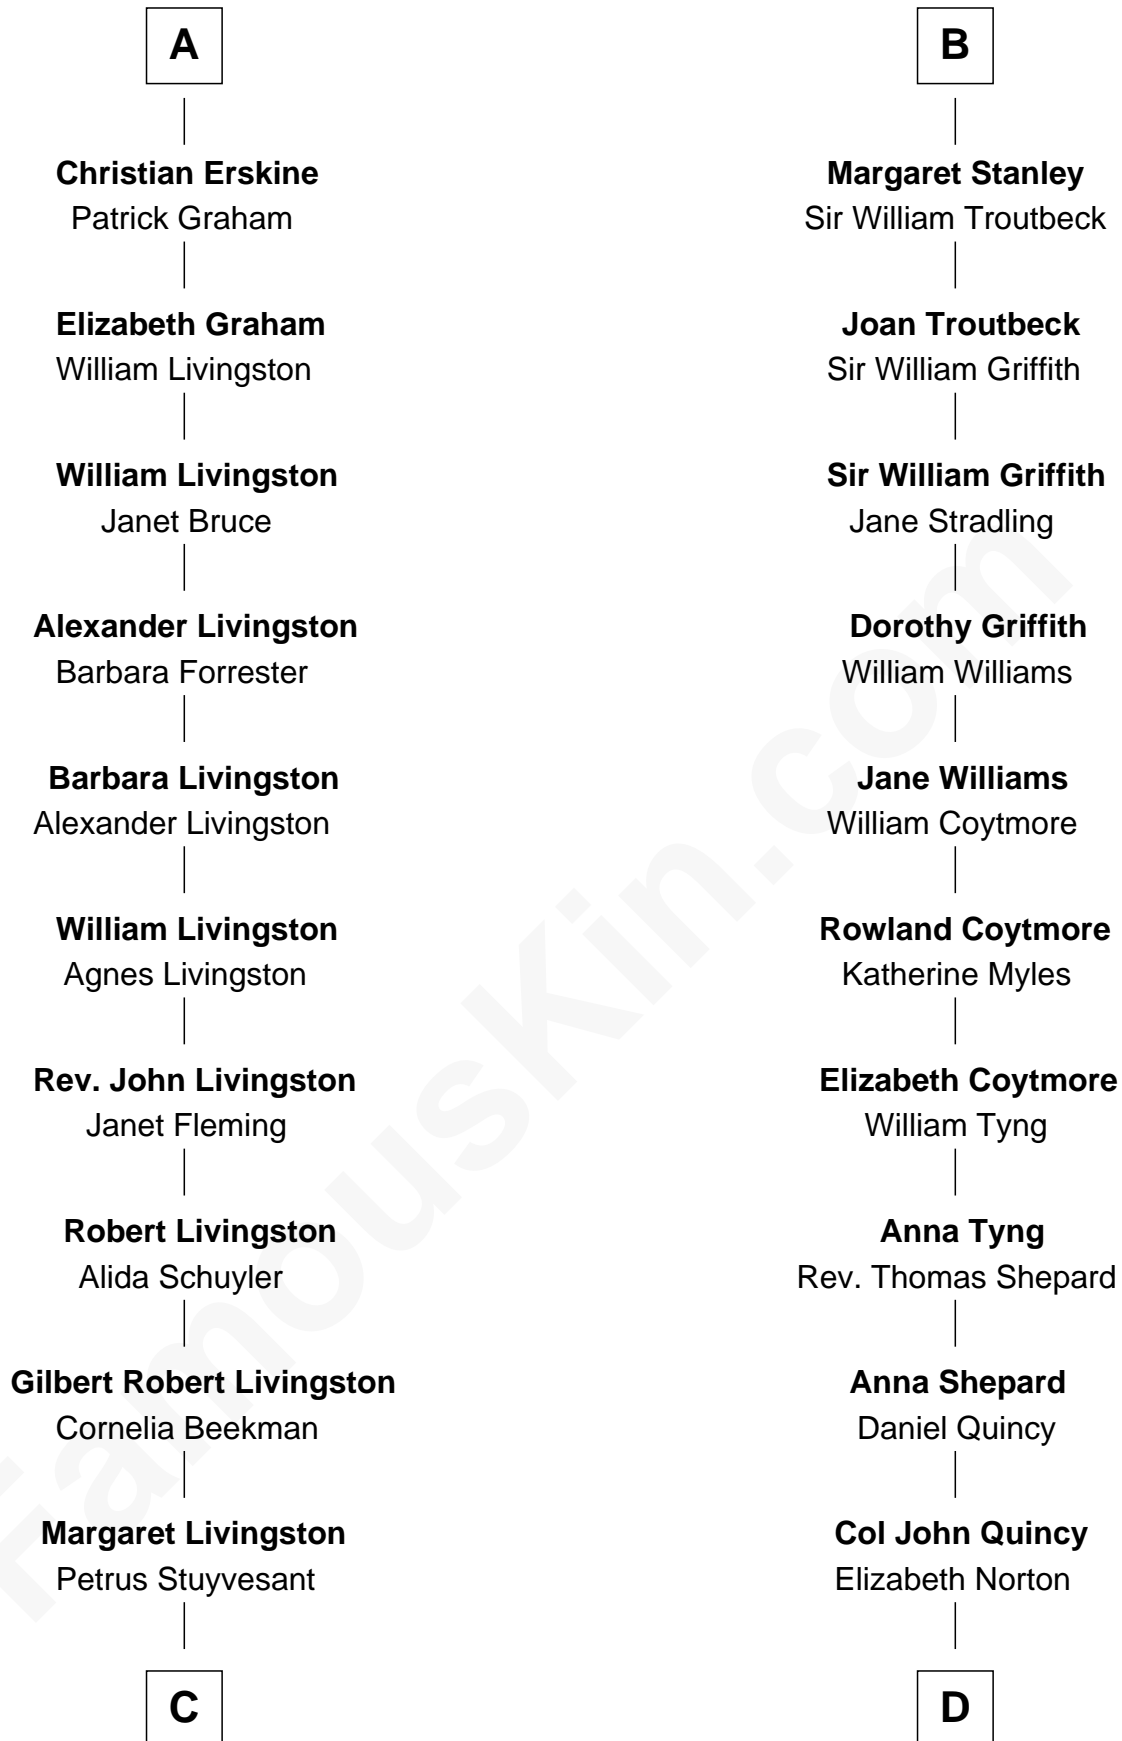 A
Christian Erskine
Patrick Graham
Elizabeth Graham
William Livingston
William Livingston
Janet Bruce
Alexander Livingston
Barbara Forrester
Barbara Livingston
Alexander Livingston
William Livingston
Agnes Livingston
Rev. John Livingston
Janet Fleming
Robert Livingston
Alida Schuyler
Gilbert Robert Livingston
Cornelia Beekman
Margaret Livingston
Petrus Stuyvesant
C
B
Margaret Stanley
Sir William Troutbeck
Joan Troutbeck
Sir William Griffith
Sir William Griffith
Jane Stradling
Dorothy Griffith
William Williams
Jane Williams
William Coytmore
Rowland Coytmore
Katherine Myles
Elizabeth Coytmore
William Tyng
Anna Tyng
Rev. Thomas Shepard
Anna Shepard
Daniel Quincy
Col John Quincy
Elizabeth Norton
D
FamousKin.com